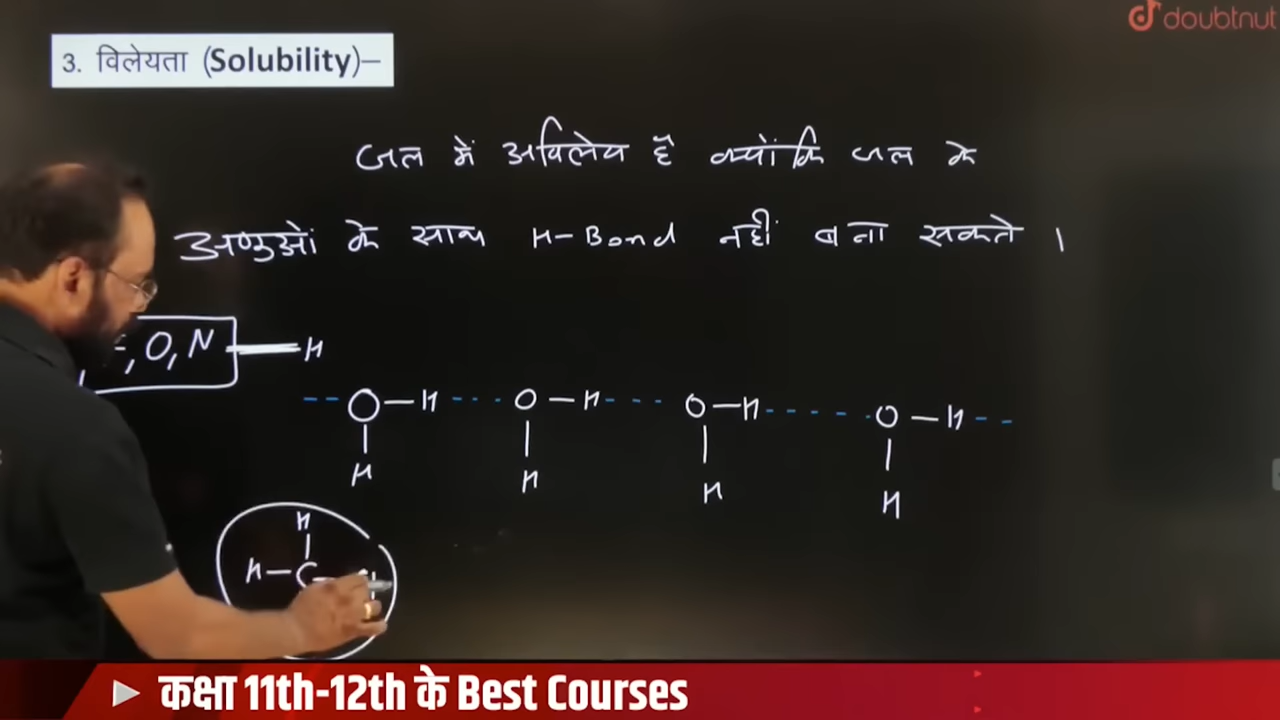 doubtnut
3. विलेयता (Solubility)–
जल में अविलेय है क्योंकि जल के
अणुओं के साथ H-Bond नहीं बना सकते ।
, O, N — H
O – H O – H O – H O – H
H H H H
H
H – C –
कक्षा 11th-12th के Best Courses